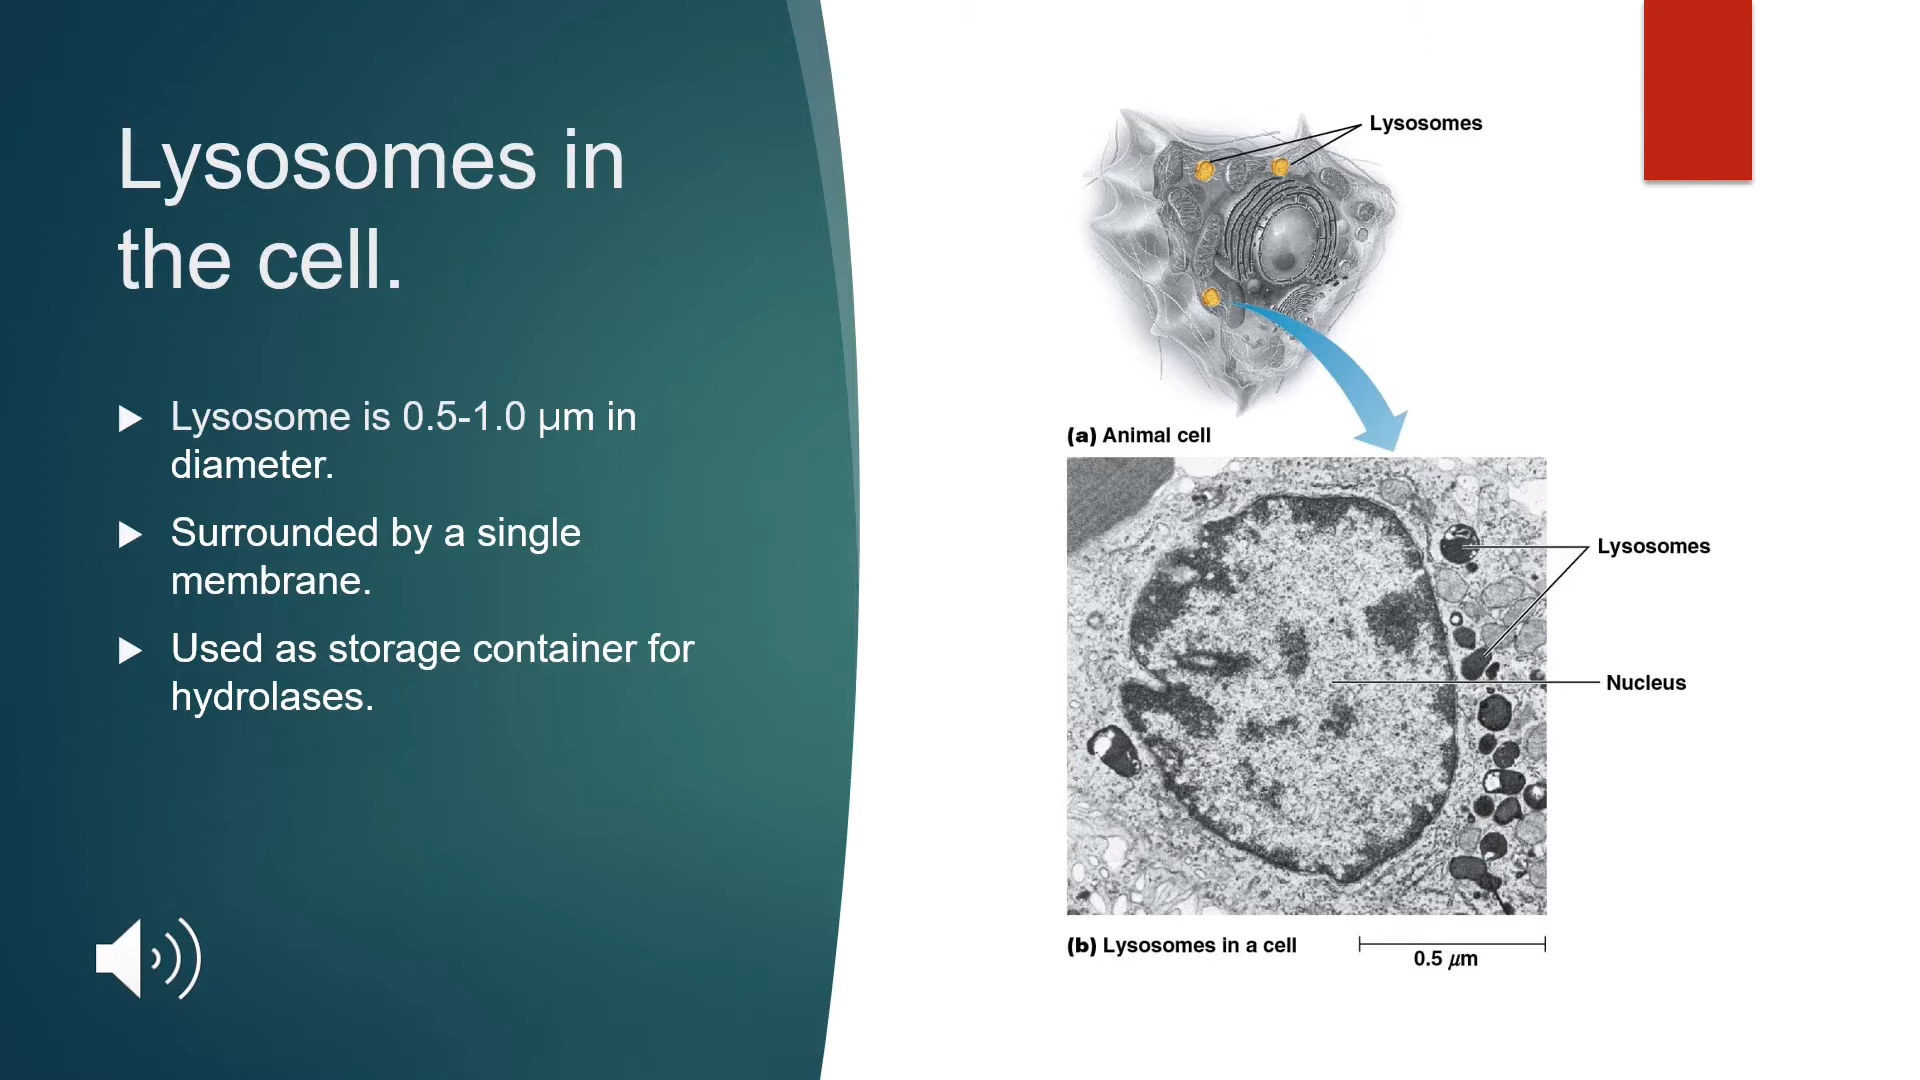 Lysosomes in
the cell.
Lysosome is 0.5-1.0 μm in
diameter.
Surrounded by a single
membrane.
Used as storage container for
hydrolases.
Lysosomes
(a) Animal cell
Lysosomes
Nucleus
(b) Lysosomes in a cell
0.5 μm